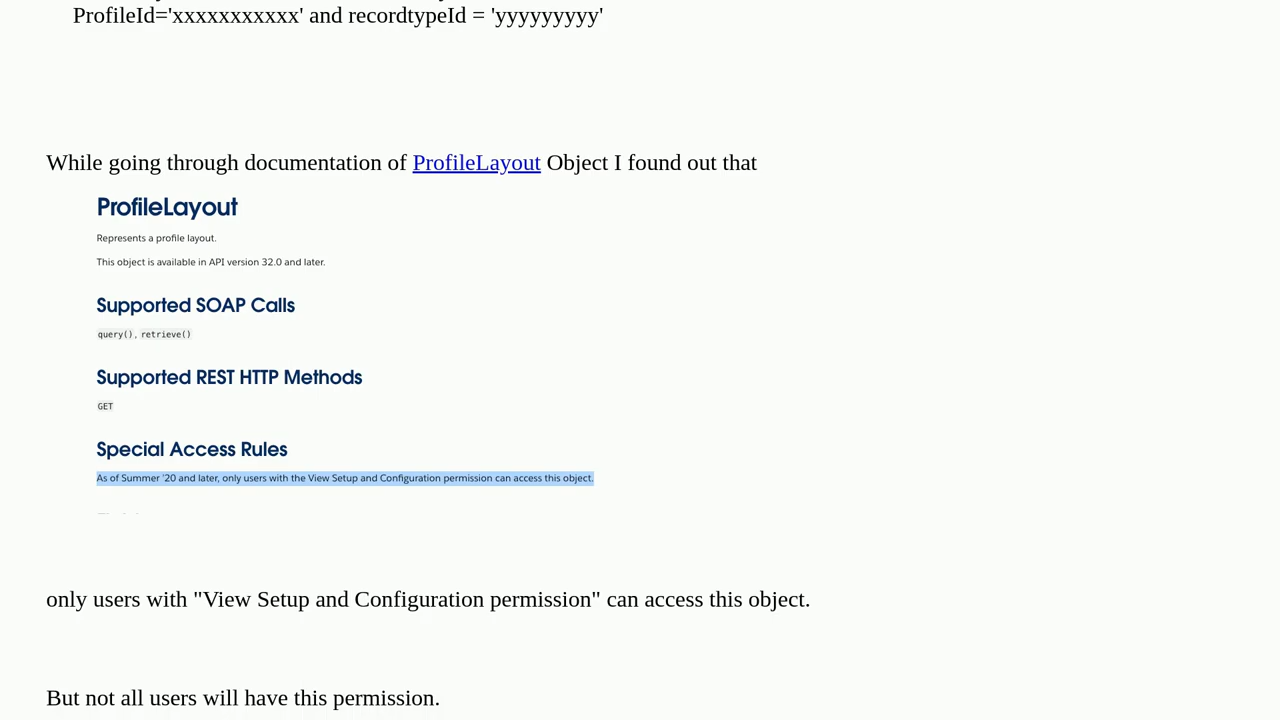 ProfileId='xxxxxxxxxxx' and recordtypeId = 'yyyyyyyyy'
While going through documentation of ProfileLayout Object I found out that
ProfileLayout
Represents a profile layout.
This object is available in API version 32.0 and later.
Supported SOAP Calls
query(), retrieve()
Supported REST HTTP Methods
GET
Special Access Rules
As of Summer '20 and later, only users with the View Setup and Configuration permission can access this object.
only users with "View Setup and Configuration permission" can access this object.
But not all users will have this permission.